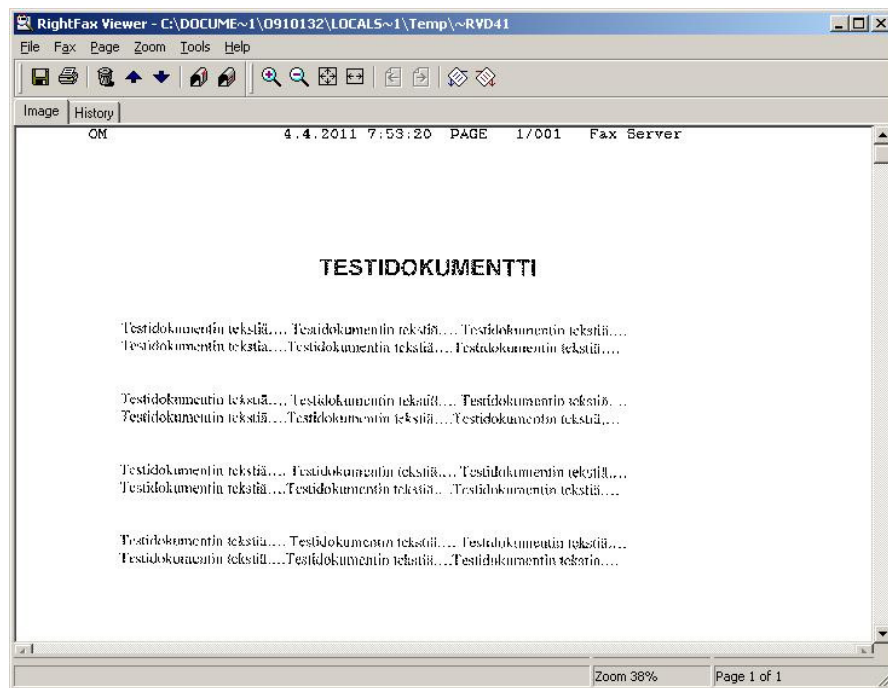 RightFax Viewer - C:\DOCUME~1\0910132\LOCALS~1\Temp\~RVD41
File Fax Page Zoom Tools Help
Image History
OM 4.4.2011 7:53:20 PAGE 1/001 Fax Server
TESTIDOKUMENTTI
Testidokumentin tekstiä.... Testidokumentin tekstiä.... Testidokumentin tekstiä....
Testidokumentin tekstiä....Testidokumentin tekstiä....Testidokumentin tekstiä....
Testidokumentin tekstiä.... Testidokumentin tekstiä.... Testidokumentin tekstiä....
Testidokumentin tekstiä....Testidokumentin tekstiä....Testidokumentin tekstiä....
Testidokumentin tekstiä.... Testidokumentin tekstiä.... Testidokumentin tekstiä....
Testidokumentin tekstiä....Testidokumentin tekstiä....Testidokumentin tekstiä....
Testidokumentin tekstiä.... Testidokumentin tekstiä.... Testidokumentin tekstiä....
Testidokumentin tekstiä....Testidokumentin tekstiä....Testidokumentin tekstiä....
Zoom 38% Page 1 of 1